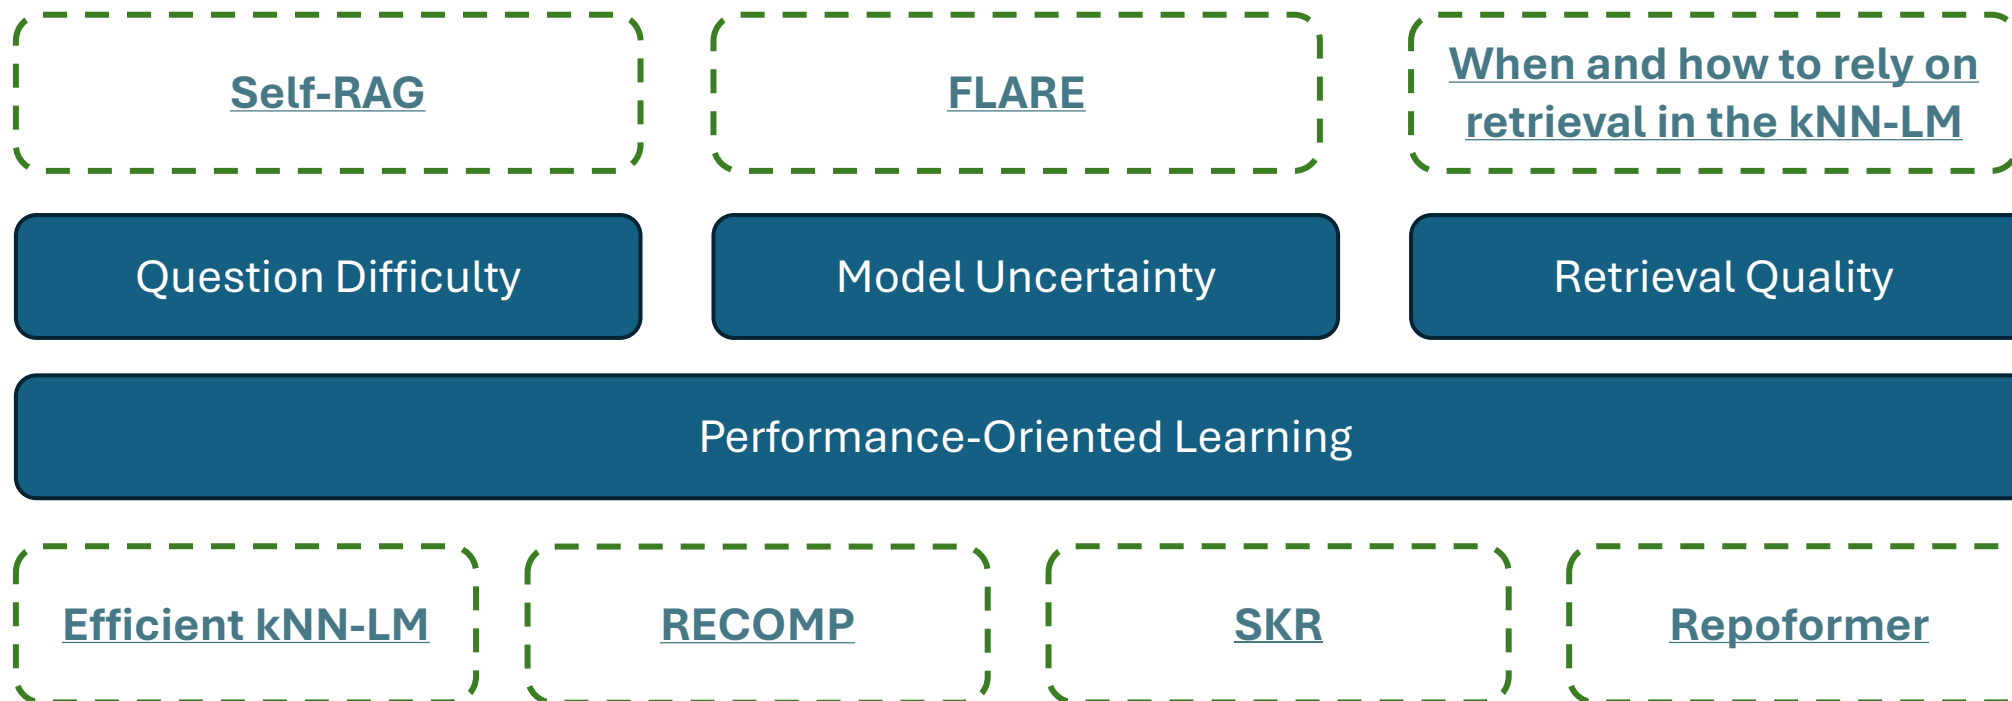 Self-RAG
FLARE
When and how to rely on
retrieval in the kNN-LM
Question Difficulty
Model Uncertainty
Retrieval Quality
Performance-Oriented Learning
Efficient kNN-LM
RECOMP
SKR
Repoformer